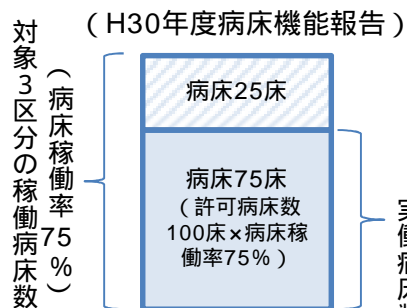 （H30年度病床機能報告）
対象３区分の稼働病床数
（病床稼働率75％）
病床25床
病床75床
（許可病床数
100床×病床稼
働率75%）
実働病床数